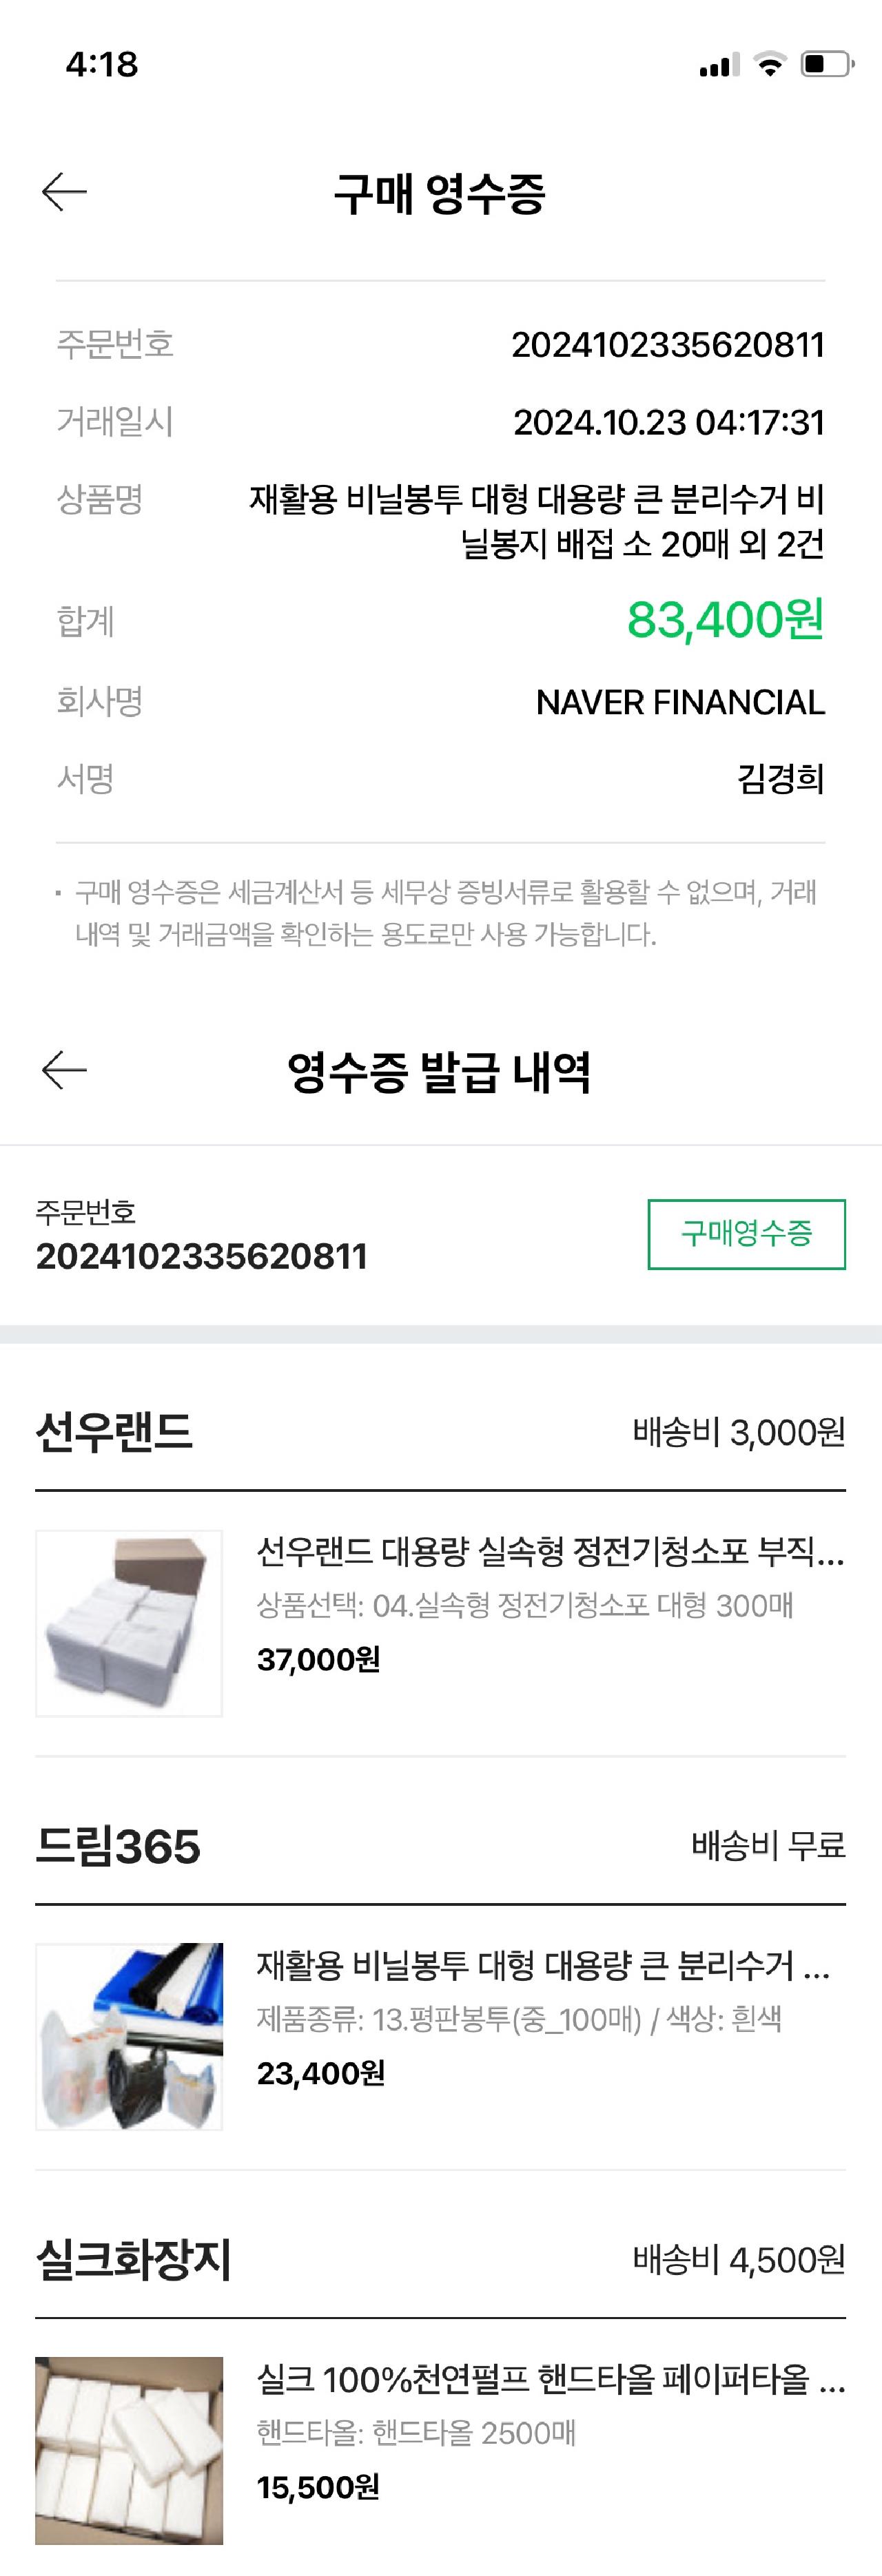 4:18
구매 영수증
주문번호 2024102335620811
거래일시 2024.10.23 04:17:31
상품명 재활용 비닐봉투 대형 대용량 큰 분리수거 비
닐봉지 배접 소 20매 외 2건
합계 83,400원
회사명 NAVER FINANCIAL
서명 김경희
· 구매 영수증은 세금계산서 등 세무상 증빙서류로 활용할 수 없으며, 거래
내역 및 거래금액을 확인하는 용도로만 사용 가능합니다.
영수증 발급 내역
주문번호
2024102335620811
구매영수증
선우랜드 배송비 3,000원
선우랜드 대용량 실속형 정전기청소포 부직...
상품선택: 04.실속형 정전기청소포 대형 300매
37,000원
드림365 배송비 무료
재활용 비닐봉투 대형 대용량 큰 분리수거 ...
제품종류: 13.평판봉투(중_100매) / 색상: 흰색
23,400원
실크화장지 배송비 4,500원
실크 100%천연펄프 핸드타올 페이퍼타올 ...
핸드타올: 핸드타올 2500매
15,500원